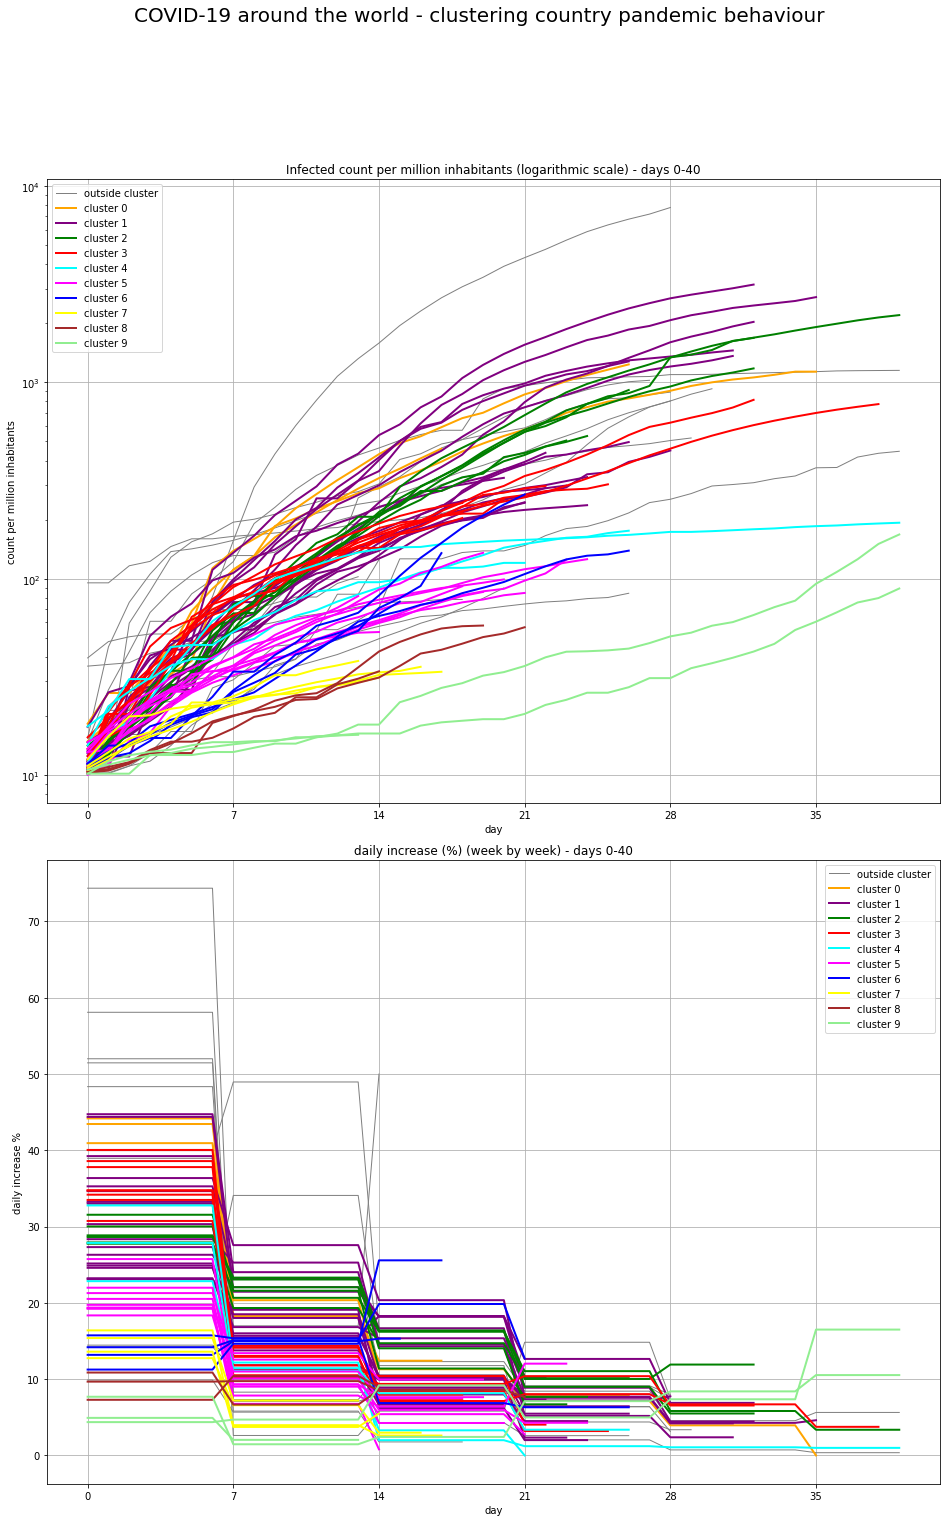 COVID-19 around the world - clustering country pandemic behaviour
Infected count per million inhabitants (logarithmic scale) - days 0-40
10^4
10^3
10^2
10^1
count per million inhabitants
outside cluster
cluster 0
cluster 1
cluster 2
cluster 3
cluster 4
cluster 5
cluster 6
cluster 7
cluster 8
cluster 9
0 7 14 21 28 35
day
daily increase (%) (week by week) - days 0-40
70
60
50
40
30
20
10
0
daily increase %
outside cluster
cluster 0
cluster 1
cluster 2
cluster 3
cluster 4
cluster 5
cluster 6
cluster 7
cluster 8
cluster 9
0 7 14 21 28 35
day